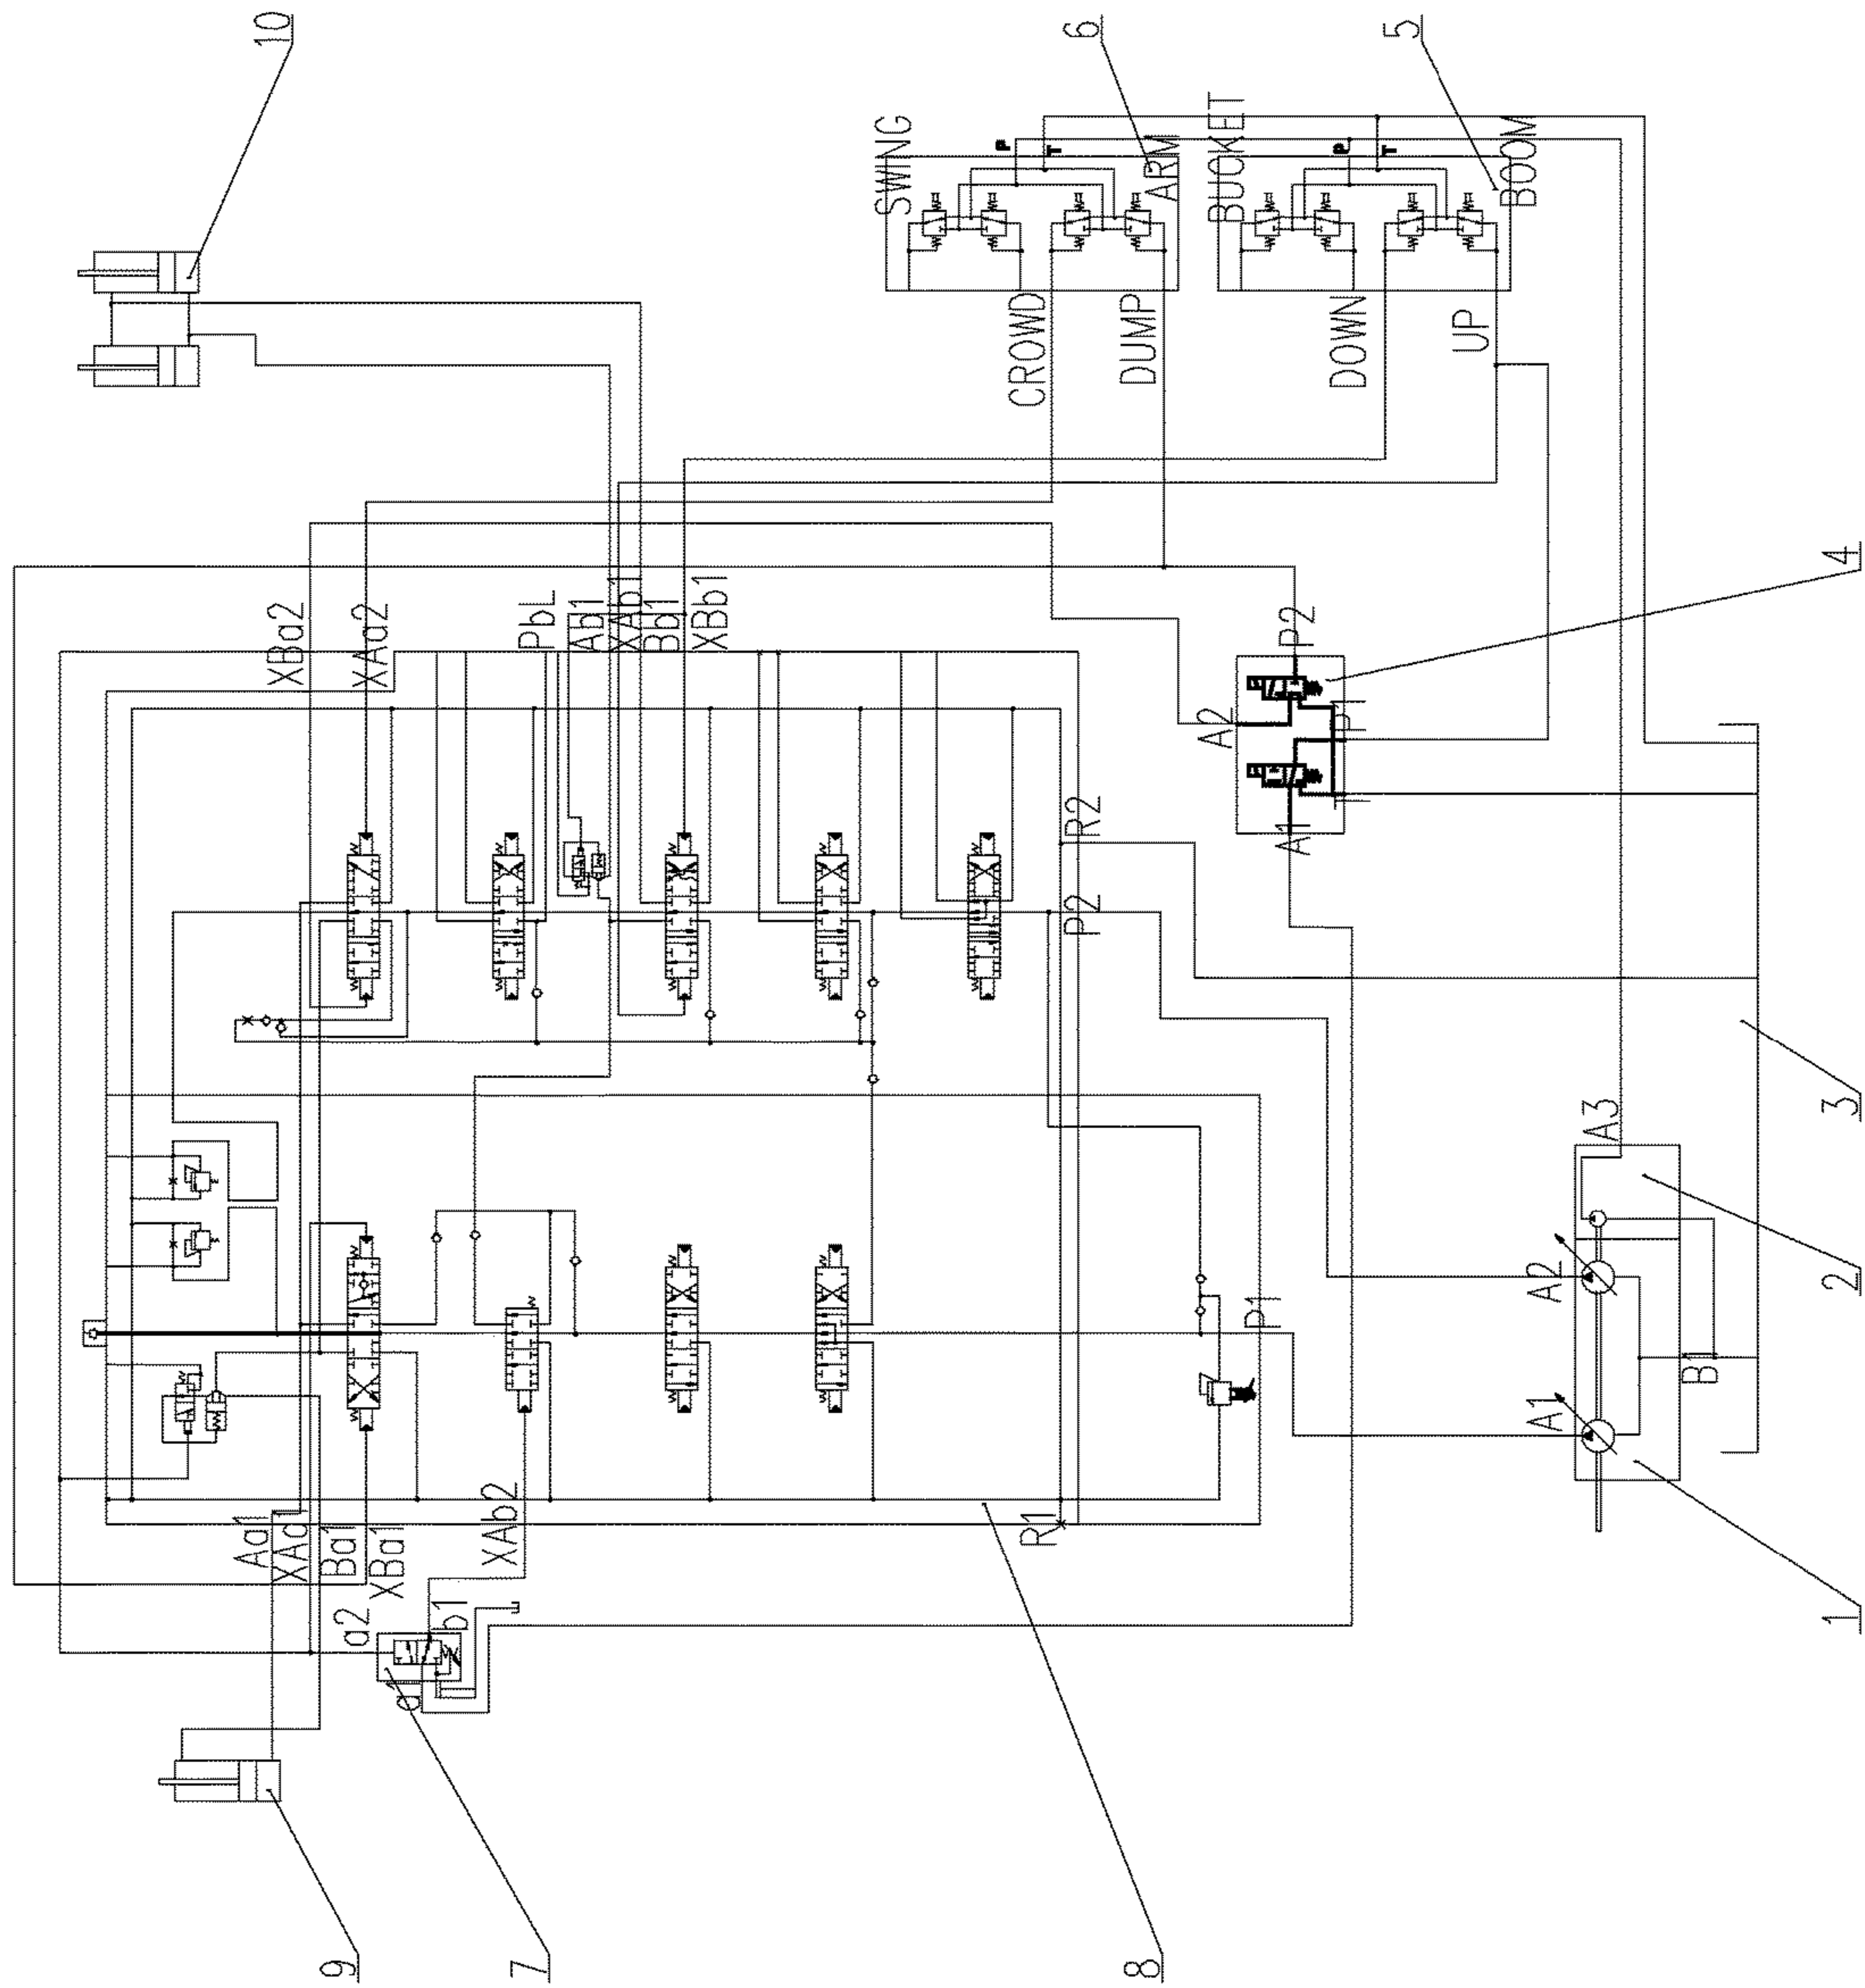 10
6
5
SWING
P
T
ARM
BUCKET
P
T
BOOM
CROWD
DUMP
DOWN
UP
4
XBa2
XAa2
PbL
Ab1
XAb1
Bb1
XBb1
P2
A2
P1
T
A1
R2
P2
3
A3
2
A2
P1
A1
B1
1
Aa1
XAa1
Ba1
XBa1
XAb2
R1
a2
b1
a1
9
7
8